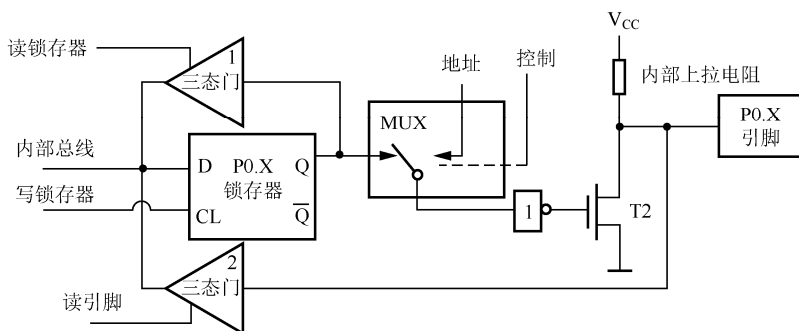 读锁存器
1
三态门
地址
控制
V_CC
内部上拉电阻
MUX
P0.X
引脚
内部总线
D
P0.X
Q
锁存器
写锁存器
CL
Q̅
1
T2
2
三态门
读引脚